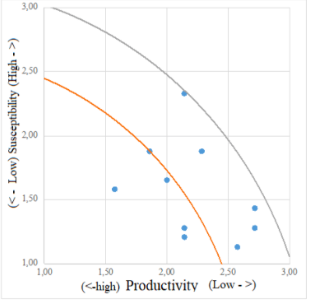 3,00
2,50
2,00
1,50
1,00
(< - Low) Susceptibility (High - >)
1,00 1,50 2,00 2,50 3,00
(<-high) Productivity (Low - >)